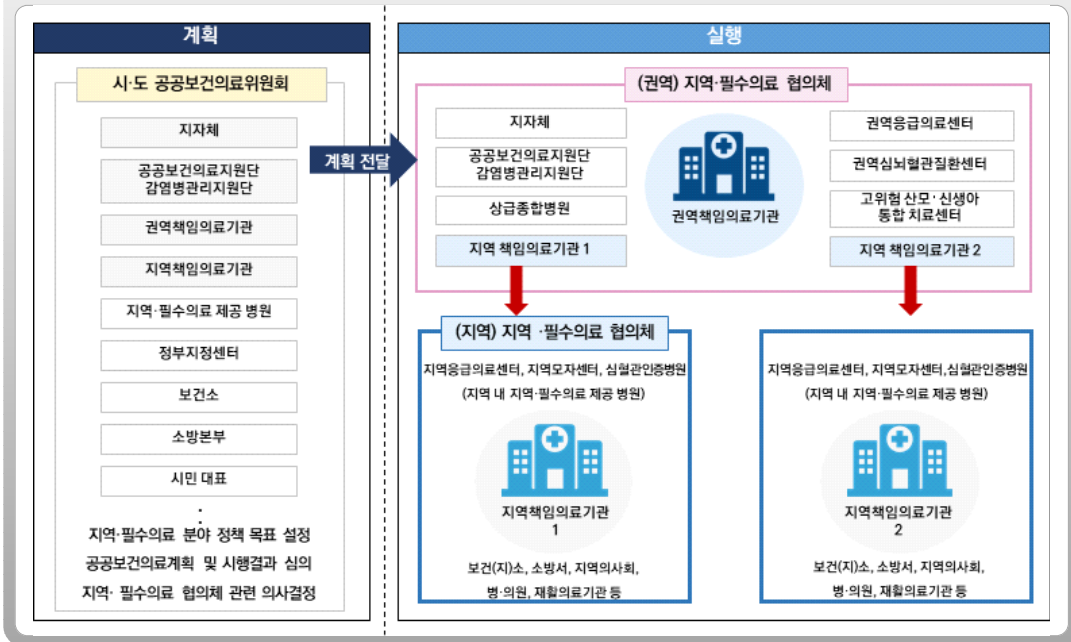 계획
시·도 공공보건의료위원회
지자체
공공보건의료지원단
감염병관리지원단
권역책임의료기관
지역책임의료기관
지역·필수의료 제공 병원
정부지정센터
보건소
소방본부
시민 대표
:
지역·필수의료 분야 정책 목표 설정
공공보건의료계획 및 시행결과 심의
지역· 필수의료 협의체 관련 의사결정
계획 전달
실행
(권역) 지역·필수의료 협의체
지자체
공공보건의료지원단
감염병관리지원단
상급종합병원
지역 책임의료기관 1
권역책임의료기관
권역응급의료센터
권역심뇌혈관질환센터
고위험 산모·신생아
통합 치료센터
지역 책임의료기관 2
(지역) 지역 ·필수의료 협의체
지역응급의료센터, 지역모자센터, 심혈관인증병원
(지역 내 지역·필수의료 제공 병원)
지역책임의료기관
1
보건(지)소, 소방서, 지역의사회,
병·의원, 재활의료기관 등
지역응급의료센터, 지역모자센터,심혈관인증병원
(지역 내 지역·필수의료 제공 병원)
지역책임의료기관
2
보건(지)소, 소방서, 지역의사회,
병·의원, 재활의료기관 등